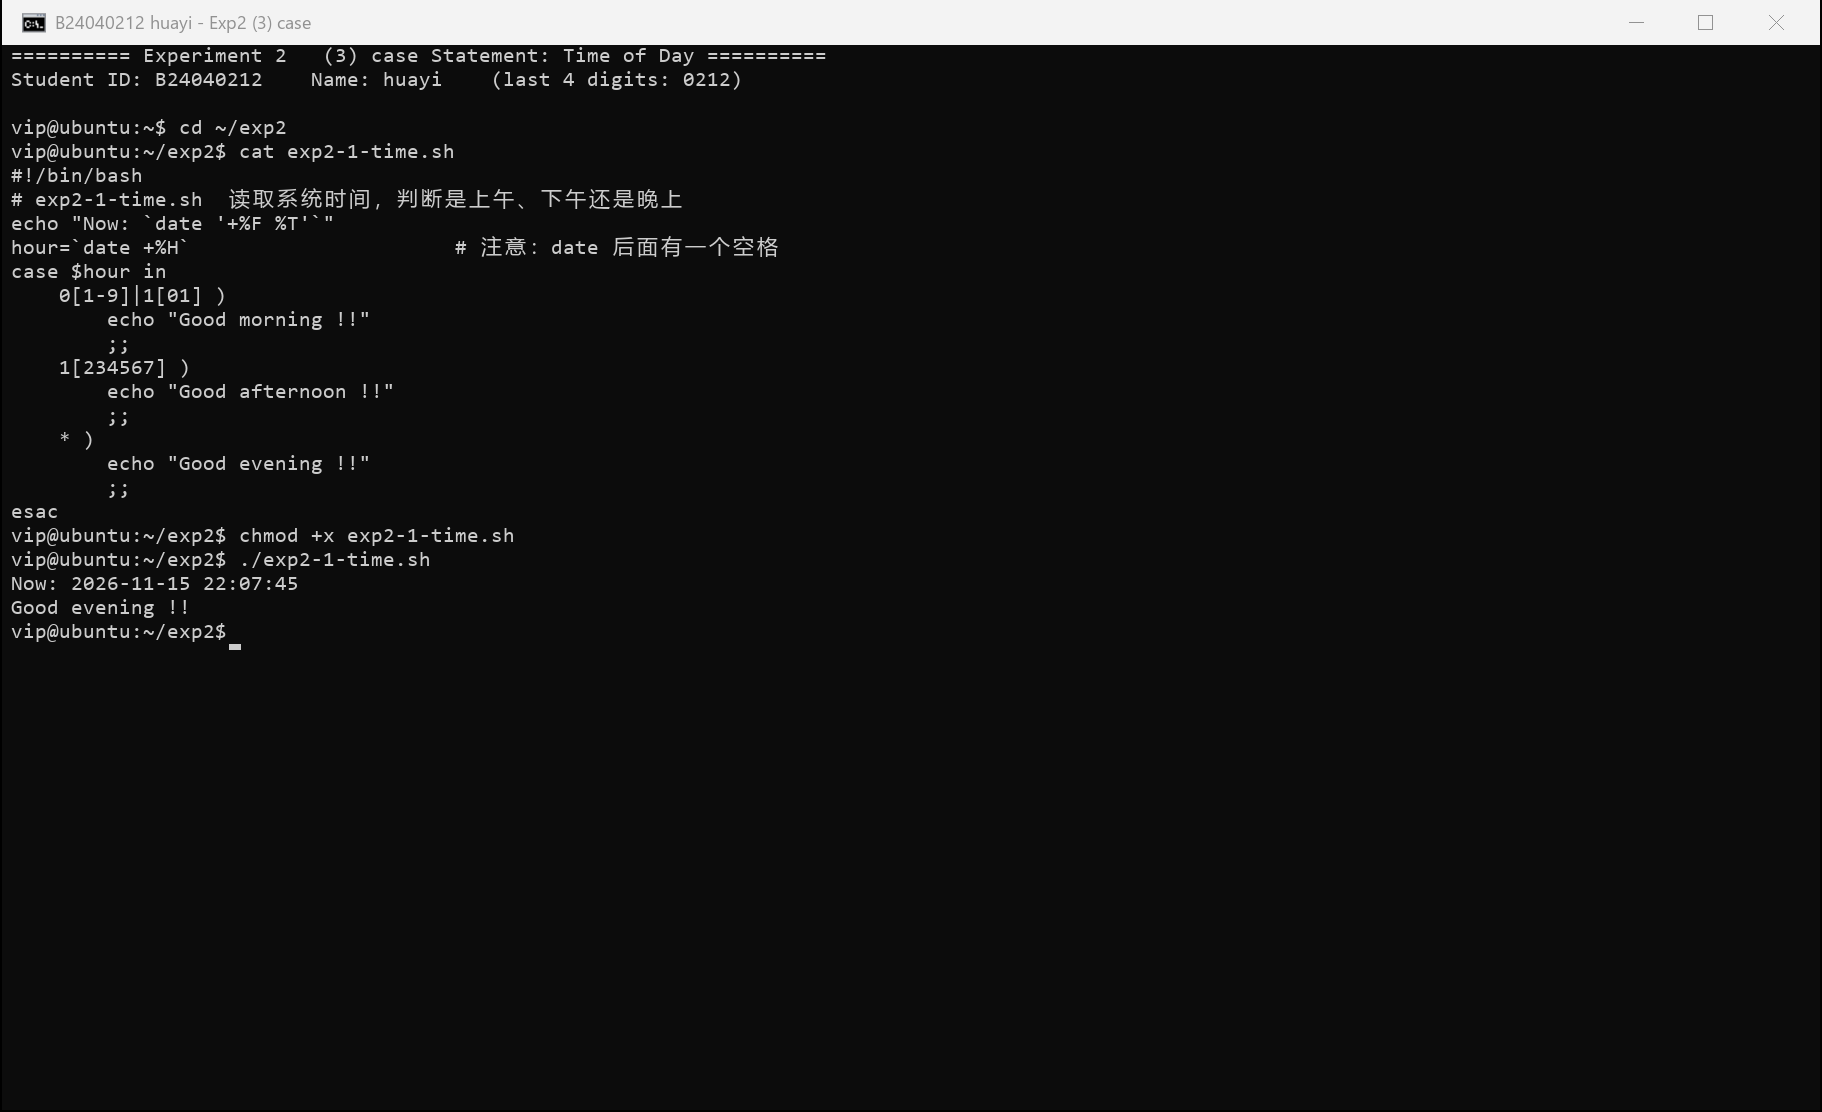 B24040212 huayi - Exp2 (3) case
========== Experiment 2   (3) case Statement: Time of Day ==========
Student ID: B24040212    Name: huayi    (last 4 digits: 0212)
vip@ubuntu:~$ cd ~/exp2
vip@ubuntu:~/exp2$ cat exp2-1-time.sh
#!/bin/bash
# exp2-1-time.sh  读取系统时间，判断是上午、下午还是晚上
echo "Now: `date '+%F %T'`"
hour=`date +%H`                      # 注意：date 后面有一个空格
case $hour in
    0[1-9]|1[01] )
        echo "Good morning !!"
        ;;
    1[234567] )
        echo "Good afternoon !!"
        ;;
    * )
        echo "Good evening !!"
        ;;
esac
vip@ubuntu:~/exp2$ chmod +x exp2-1-time.sh
vip@ubuntu:~/exp2$ ./exp2-1-time.sh
Now: 2026-11-15 22:07:45
Good evening !!
vip@ubuntu:~/exp2$